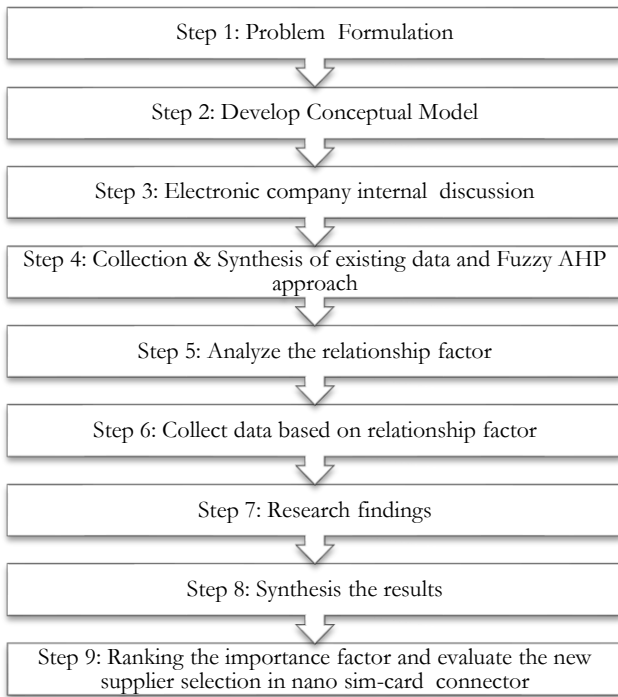 Step 1: Problem Formulation
Step 2: Develop Conceptual Model
Step 3: Electronic company internal discussion
Step 4: Collection & Synthesis of existing data and Fuzzy AHP
approach
Step 5: Analyze the relationship factor
Step 6: Collect data based on relationship factor
Step 7: Research findings
Step 8: Synthesis the results
Step 9: Ranking the importance factor and evaluate the new
supplier selection in nano sim-card connector